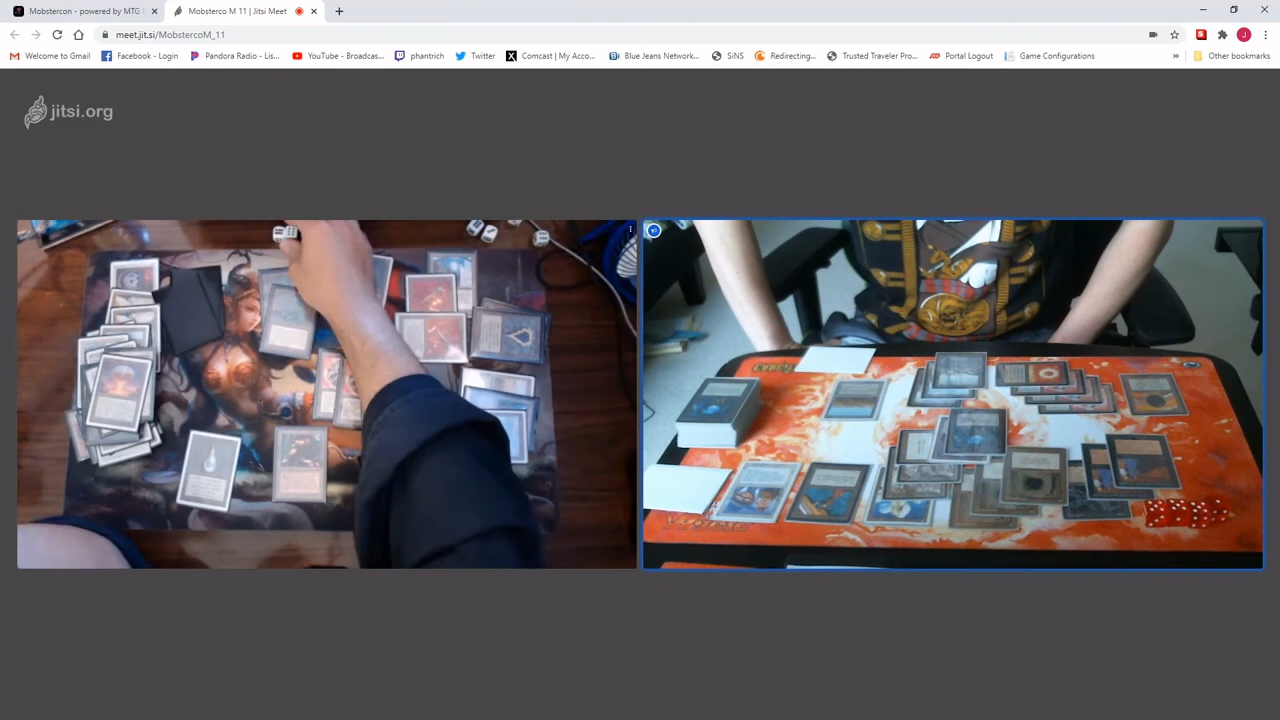 Mobstercon - powered by MTG E
Mobsterco M 11 | Jitsi Meet
meet.jit.si/MobstercoM_11
Welcome to Gmail
Facebook - Login
Pandora Radio - Lis...
YouTube - Broadcas...
phantrich
Twitter
Comcast | My Acco...
Blue Jeans Network...
SiNS
Redirecting...
Trusted Traveler Pro...
Portal Logout
Game Configurations
»
Other bookmarks
J
jitsi.org